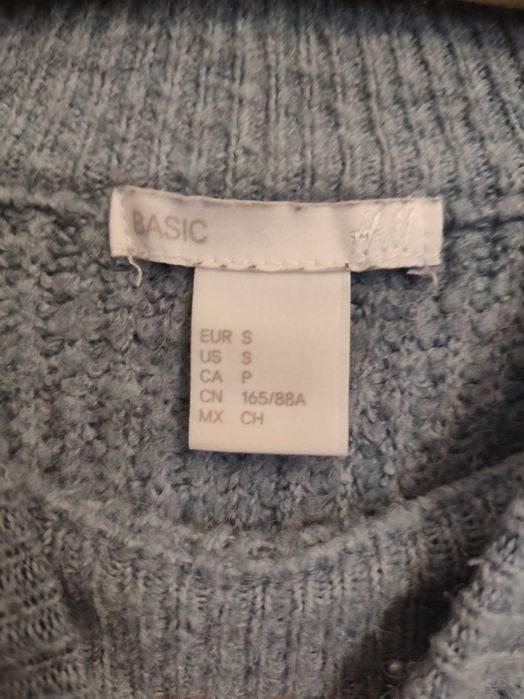 BASIC H&M
EUR S
US S
CA P
CN 165/88A
MX CH